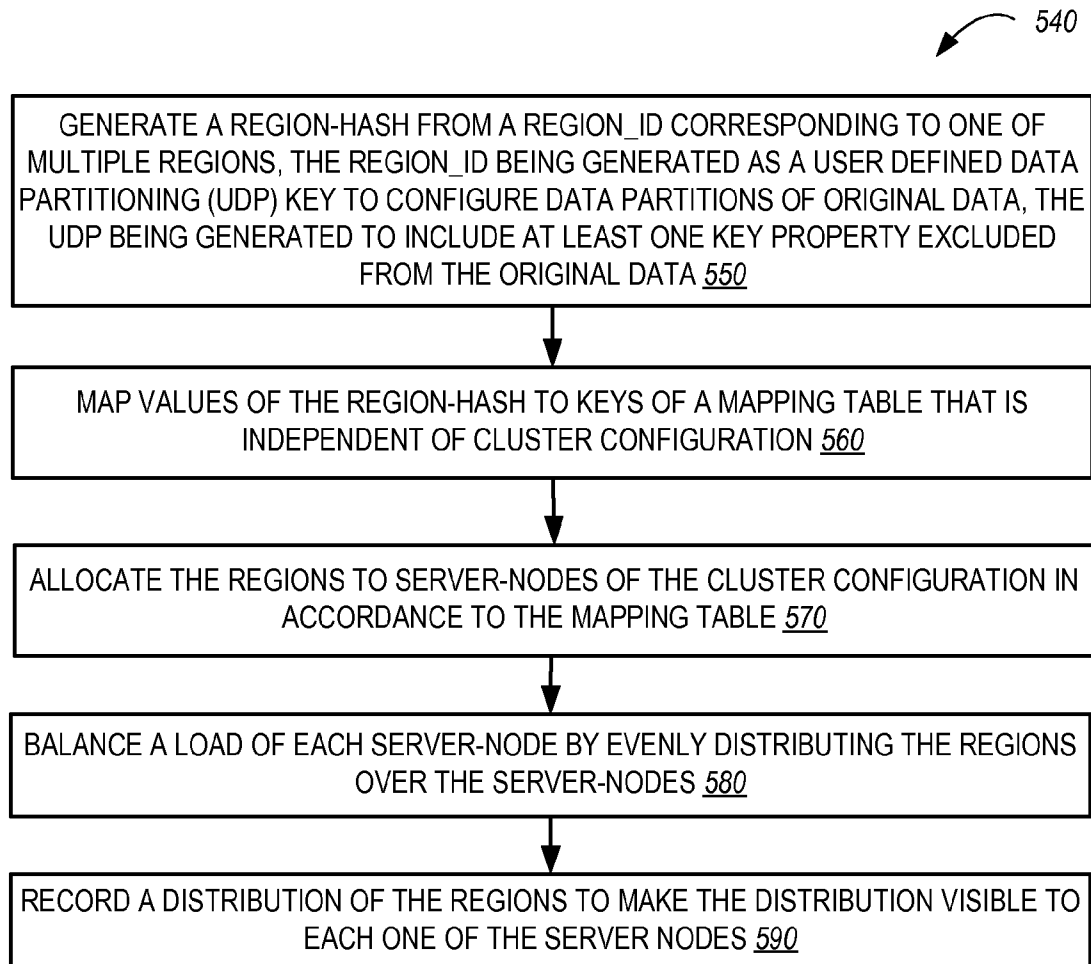 540
GENERATE A REGION-HASH FROM A REGION_ID CORRESPONDING TO ONE OF
MULTIPLE REGIONS, THE REGION_ID BEING GENERATED AS A USER DEFINED DATA
PARTITIONING (UDP) KEY TO CONFIGURE DATA PARTITIONS OF ORIGINAL DATA, THE
UDP BEING GENERATED TO INCLUDE AT LEAST ONE KEY PROPERTY EXCLUDED
FROM THE ORIGINAL DATA 550
MAP VALUES OF THE REGION-HASH TO KEYS OF A MAPPING TABLE THAT IS
INDEPENDENT OF CLUSTER CONFIGURATION 560
ALLOCATE THE REGIONS TO SERVER-NODES OF THE CLUSTER CONFIGURATION IN
ACCORDANCE TO THE MAPPING TABLE 570
BALANCE A LOAD OF EACH SERVER-NODE BY EVENLY DISTRIBUTING THE REGIONS
OVER THE SERVER-NODES 580
RECORD A DISTRIBUTION OF THE REGIONS TO MAKE THE DISTRIBUTION VISIBLE TO
EACH ONE OF THE SERVER NODES 590